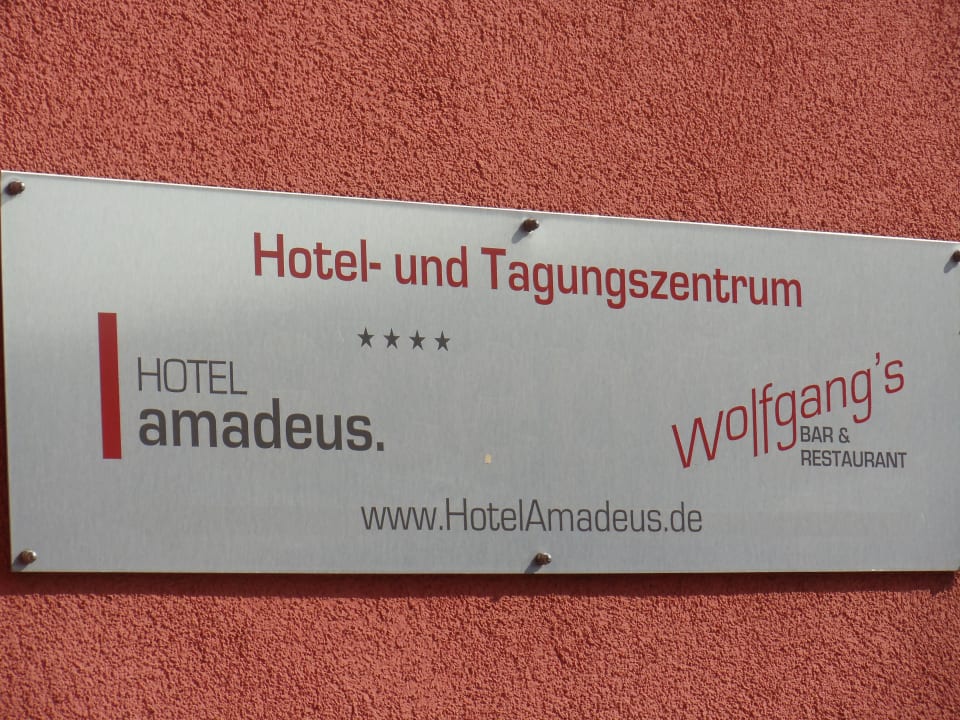 Hotel- und Tagungszentrum
★★★★
HOTEL
amadeus.
Wolfgang's
BAR &
RESTAURANT
www.HotelAmadeus.de